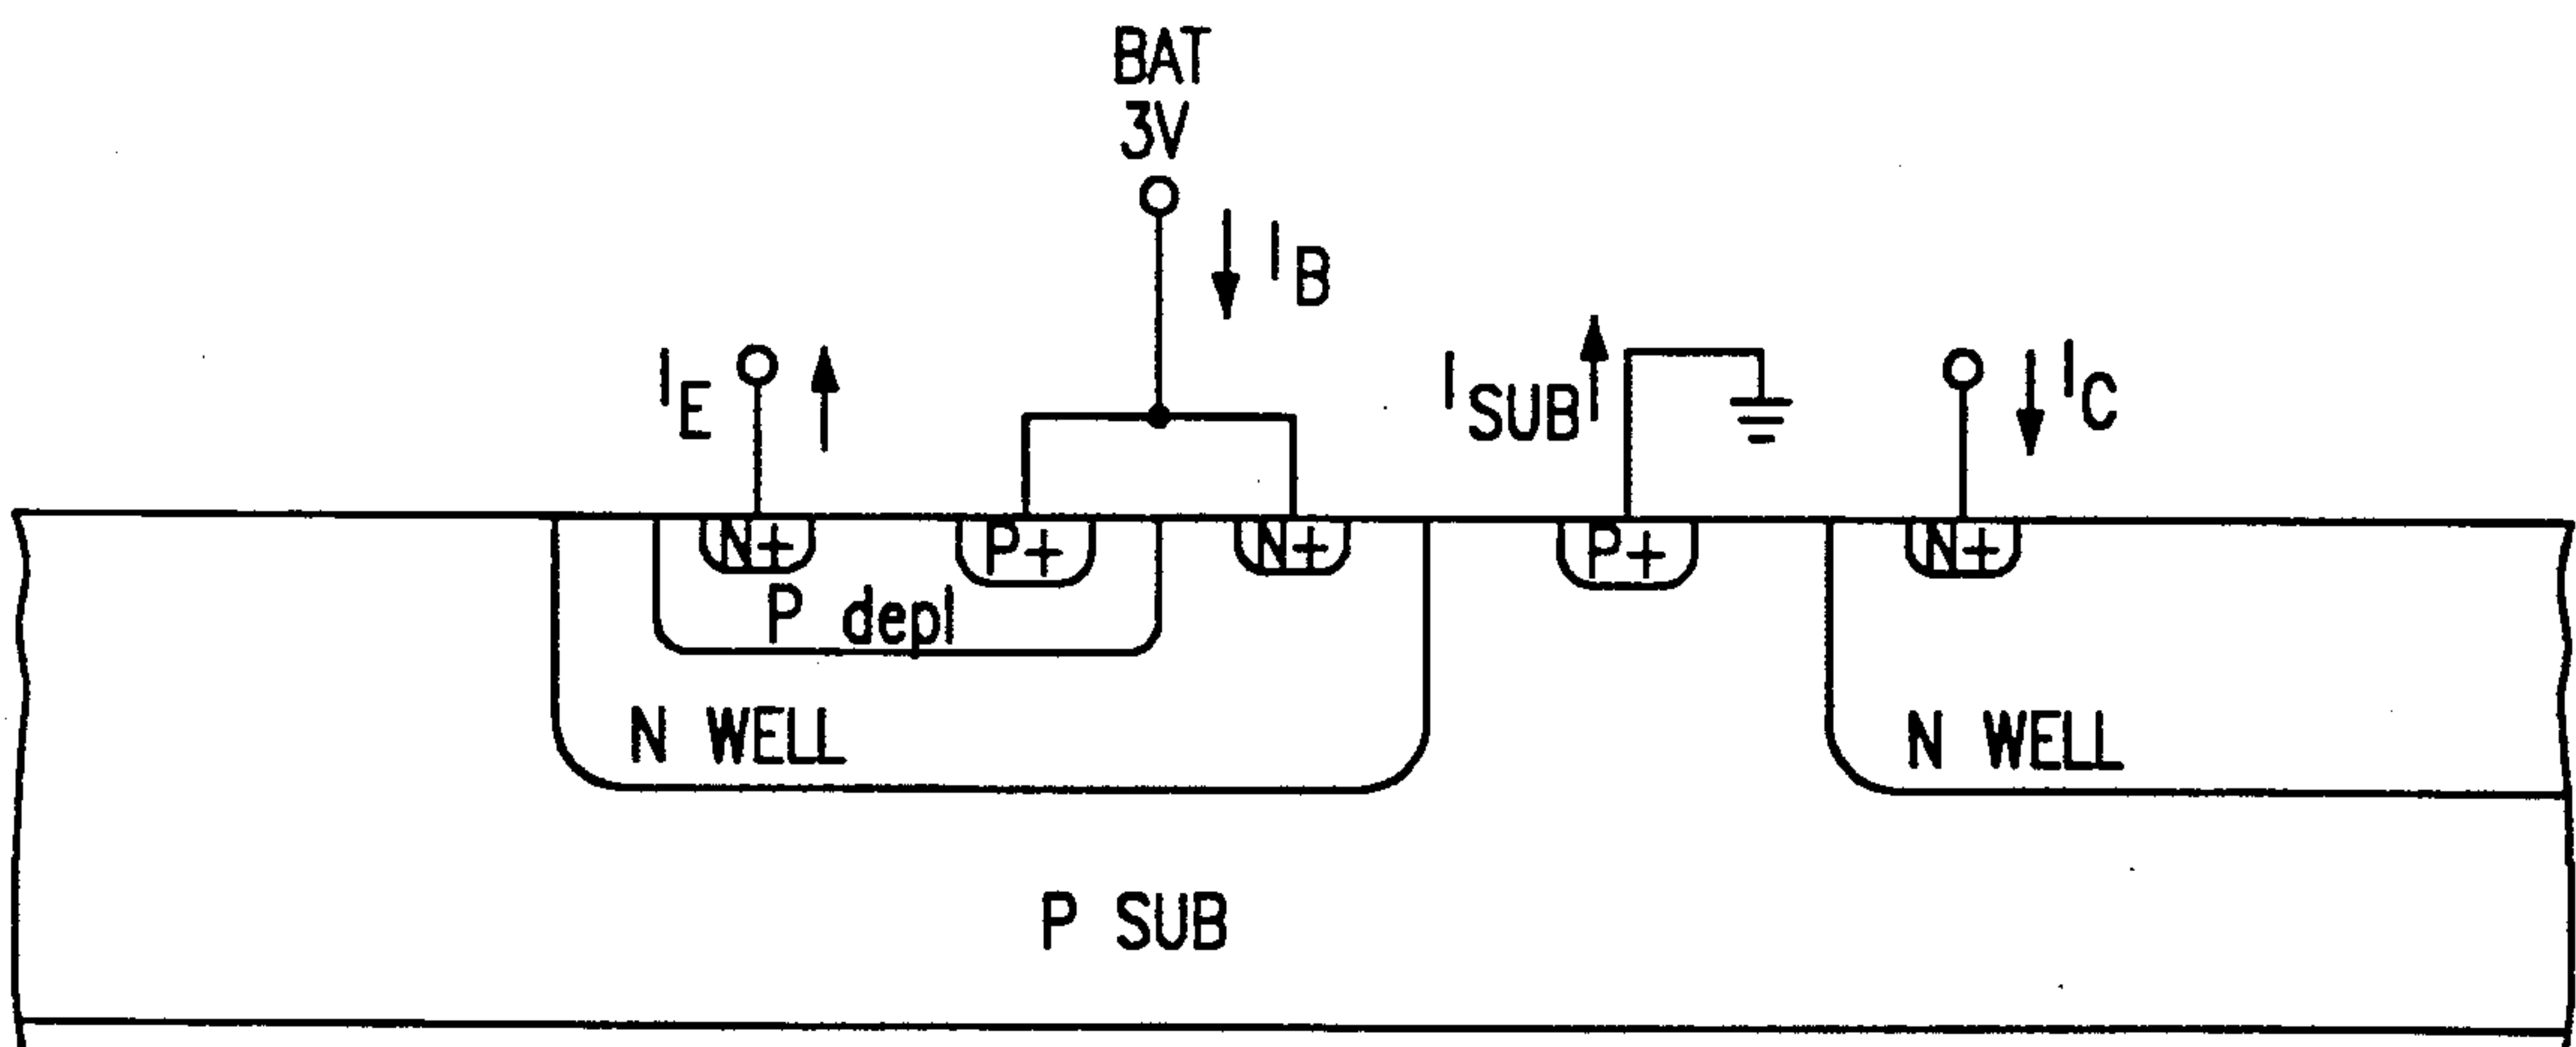 BAT
3V
I_B
I_E
I_SUB
I_C
N+
P+
N+
P+
N+
P depl
N WELL
N WELL
P SUB